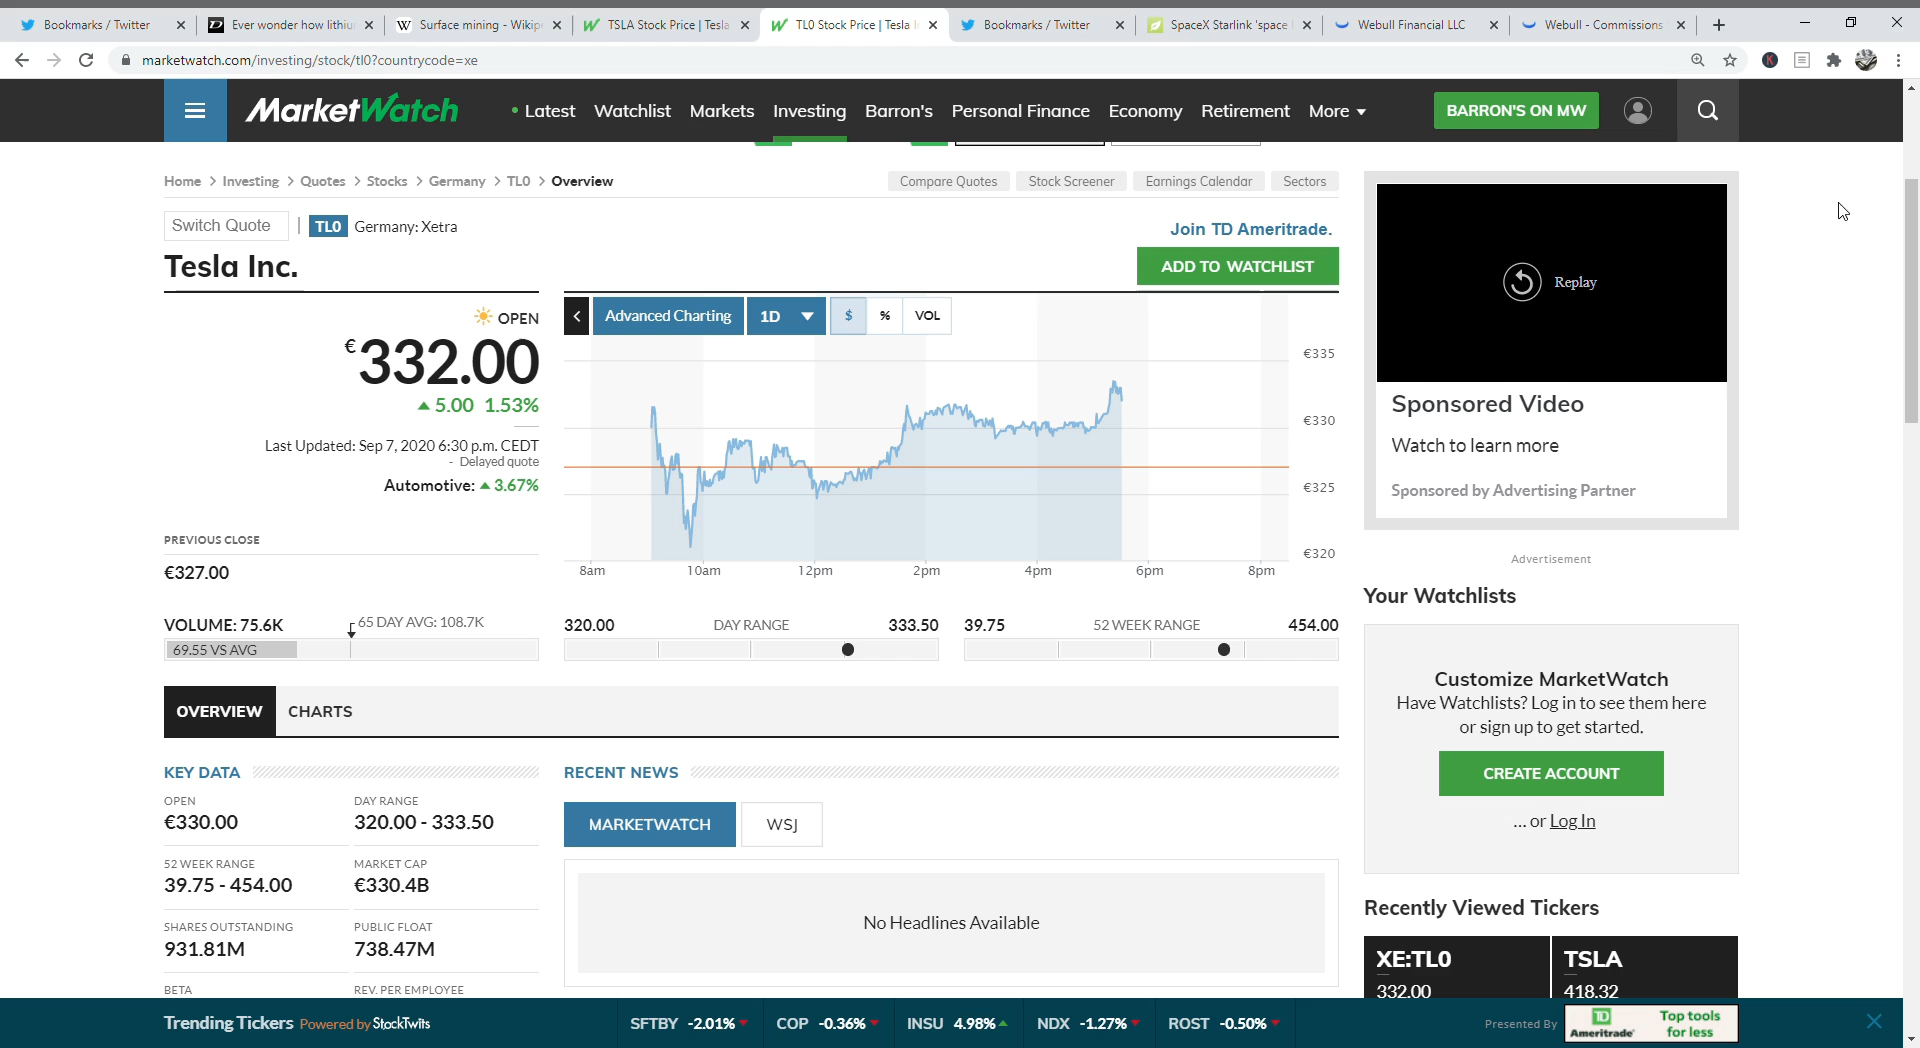 Bookmarks / Twitter
Ever wonder how lithiu
Surface mining - Wikip
TSLA Stock Price | Tesla
TL0 Stock Price | Tesla I
Bookmarks / Twitter
SpaceX Starlink 'space
Webull Financial LLC
Webull - Commissions
marketwatch.com/investing/stock/tl0?countrycode=xe
MarketWatch
Latest Watchlist Markets Investing Barron's Personal Finance Economy Retirement More
BARRON'S ON MW
Home > Investing > Quotes > Stocks > Germany > TL0 > Overview
Compare Quotes
Stock Screener
Earnings Calendar
Sectors
Switch Quote
TL0 Germany: Xetra
Join TD Ameritrade.
Tesla Inc.
ADD TO WATCHLIST
OPEN
€332.00
5.00 1.53%
Last Updated: Sep 7, 2020 6:30 p.m. CEDT
- Delayed quote
Automotive: 3.67%
PREVIOUS CLOSE
€327.00
Advanced Charting
1D
$
%
VOL
€335
€330
€325
€320
8am 10am 12pm 2pm 4pm 6pm 8pm
VOLUME: 75.6K
65 DAY AVG: 108.7K
69.55 VS AVG
320.00 DAY RANGE 333.50
39.75 52 WEEK RANGE 454.00
OVERVIEW
CHARTS
KEY DATA
OPEN
€330.00
DAY RANGE
320.00 - 333.50
52 WEEK RANGE
39.75 - 454.00
MARKET CAP
€330.4B
SHARES OUTSTANDING
931.81M
PUBLIC FLOAT
738.47M
BETA
REV. PER EMPLOYEE
RECENT NEWS
MARKETWATCH
WSJ
No Headlines Available
Replay
Sponsored Video
Watch to learn more
Sponsored by Advertising Partner
Advertisement
Your Watchlists
Customize MarketWatch
Have Watchlists? Log in to see them here
or sign up to get started.
CREATE ACCOUNT
... or Log In
Recently Viewed Tickers
XE:TL0
332.00
TSLA
418.32
Trending Tickers Powered by StockTwits
SFTBY -2.01%
COP -0.36%
INSU 4.98%
NDX -1.27%
ROST -0.50%
Presented By
TD
Ameritrade
Top tools
for less